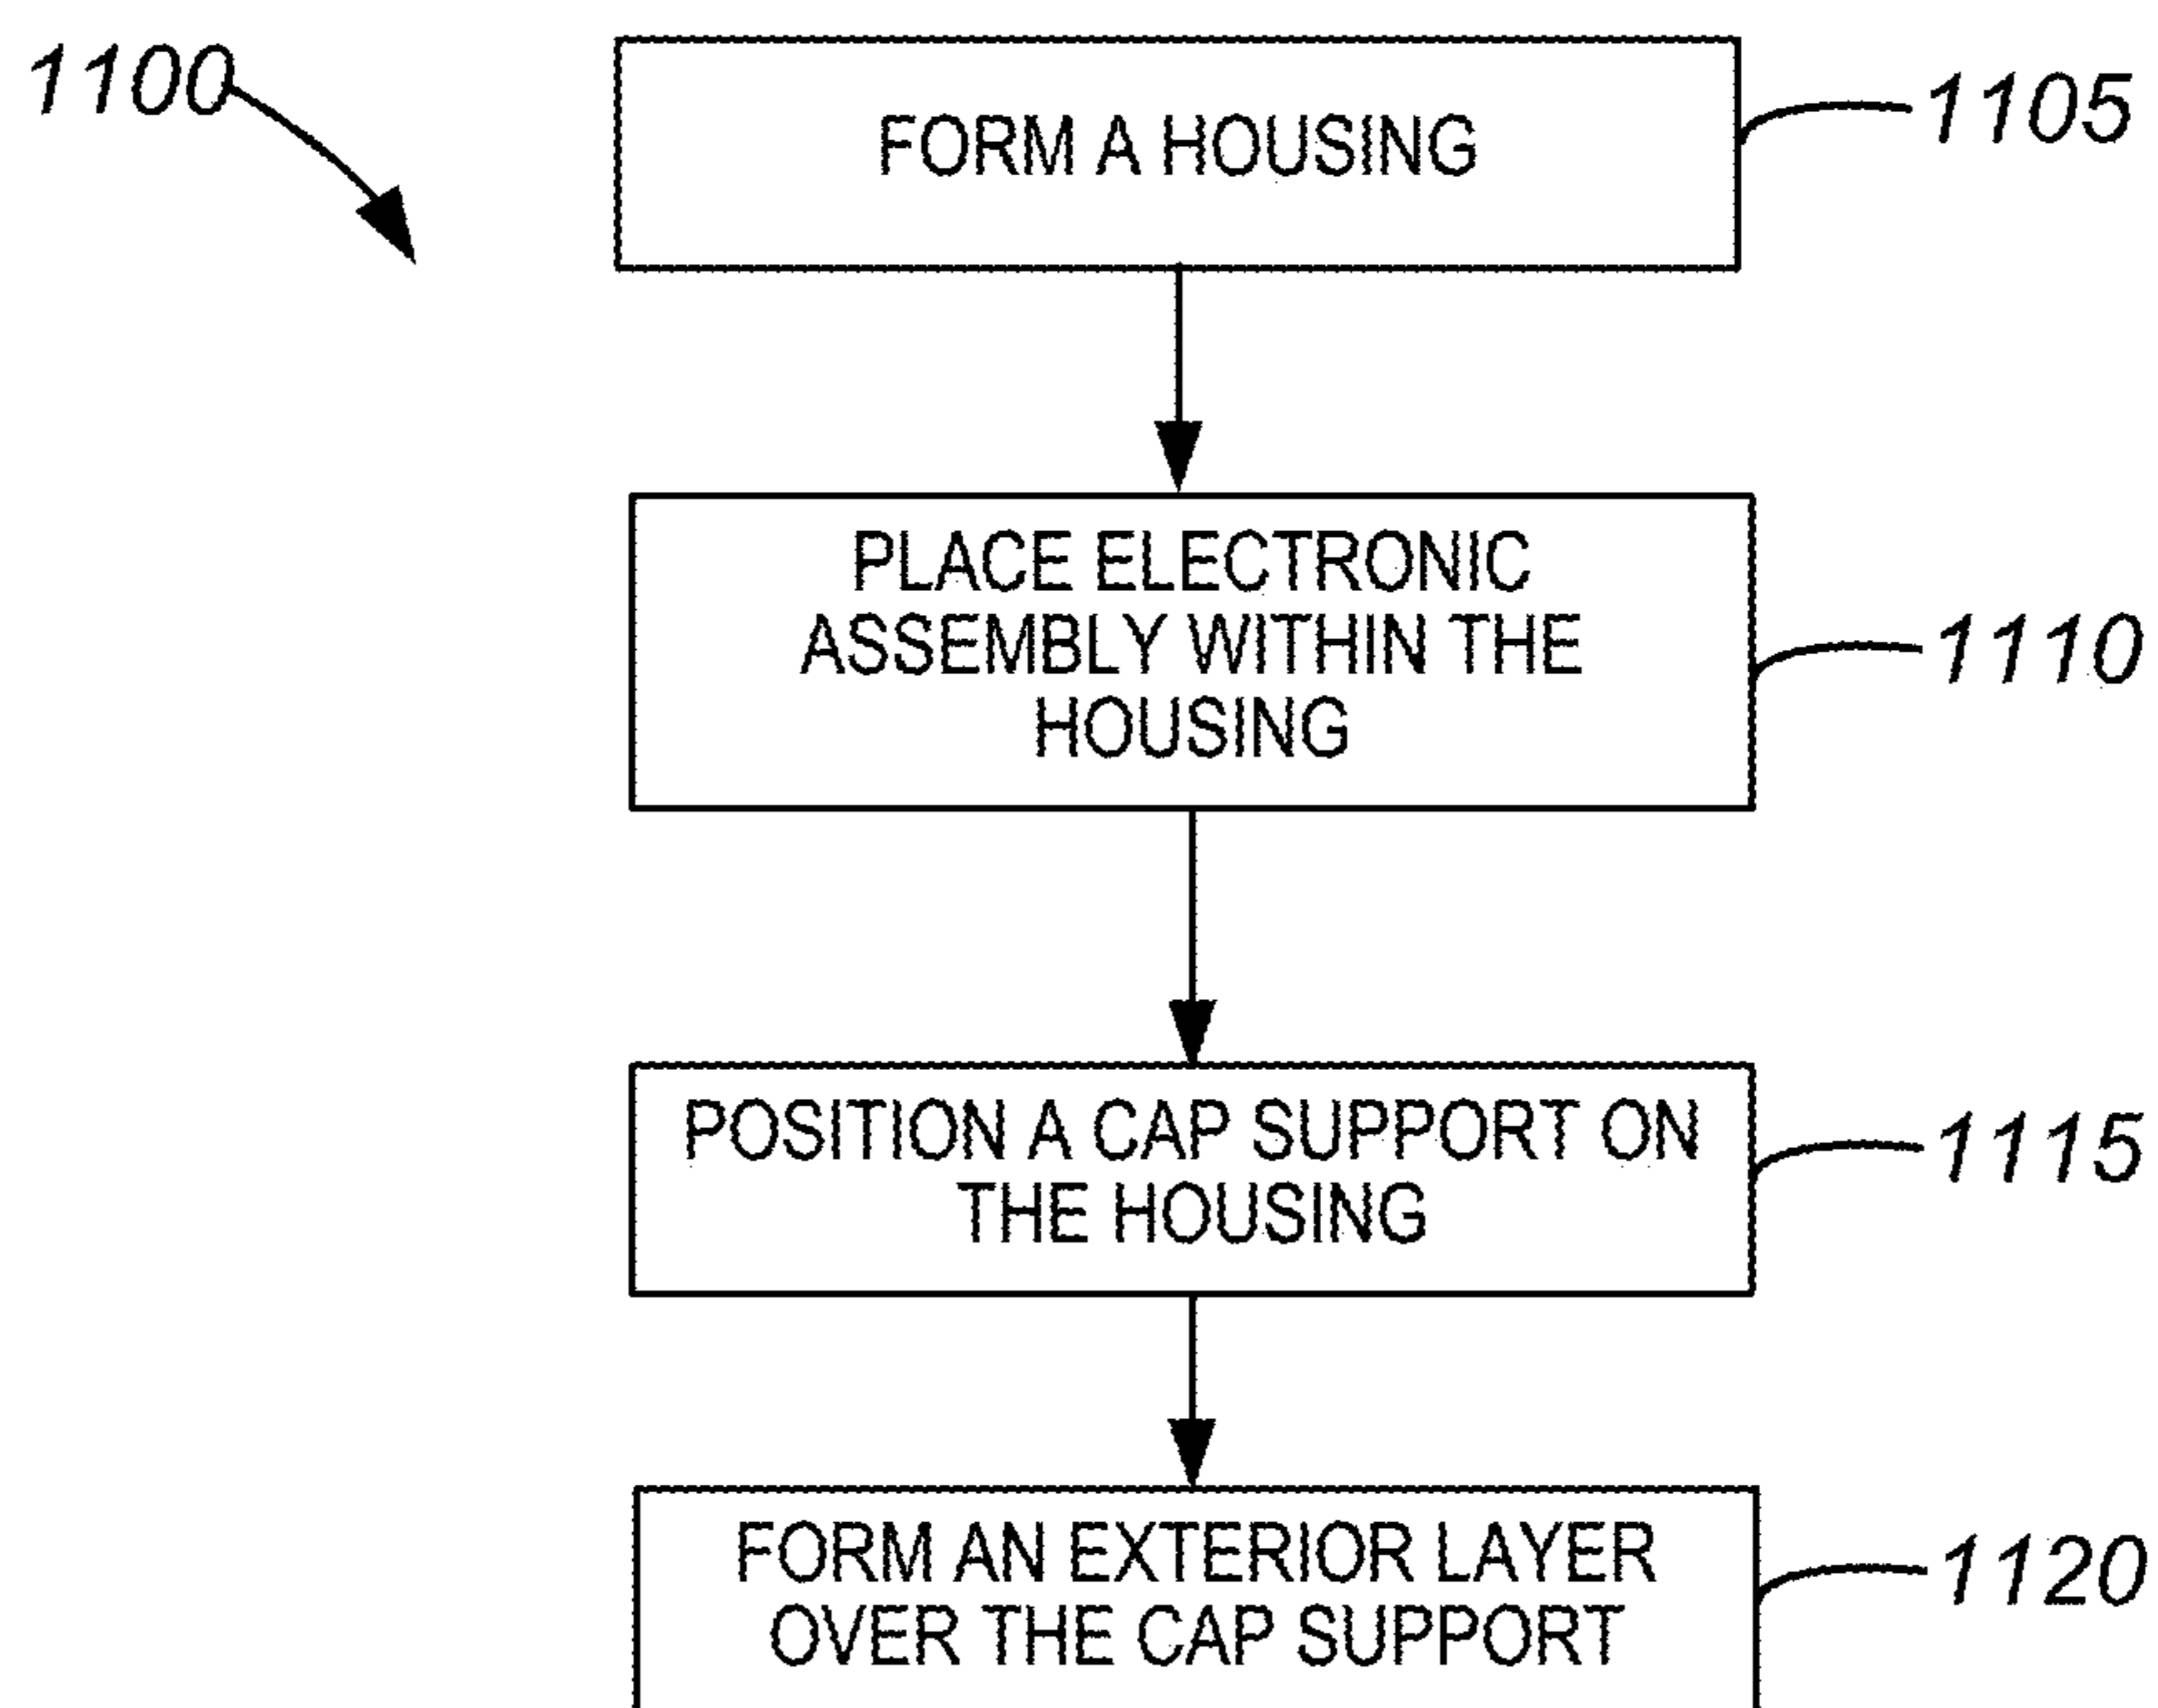 1100
FORM A HOUSING
1105
PLACE ELECTRONIC
ASSEMBLY WITHIN THE
HOUSING
1110
POSITION A CAP SUPPORT ON
THE HOUSING
1115
FORM AN EXTERIOR LAYER
OVER THE CAP SUPPORT
1120